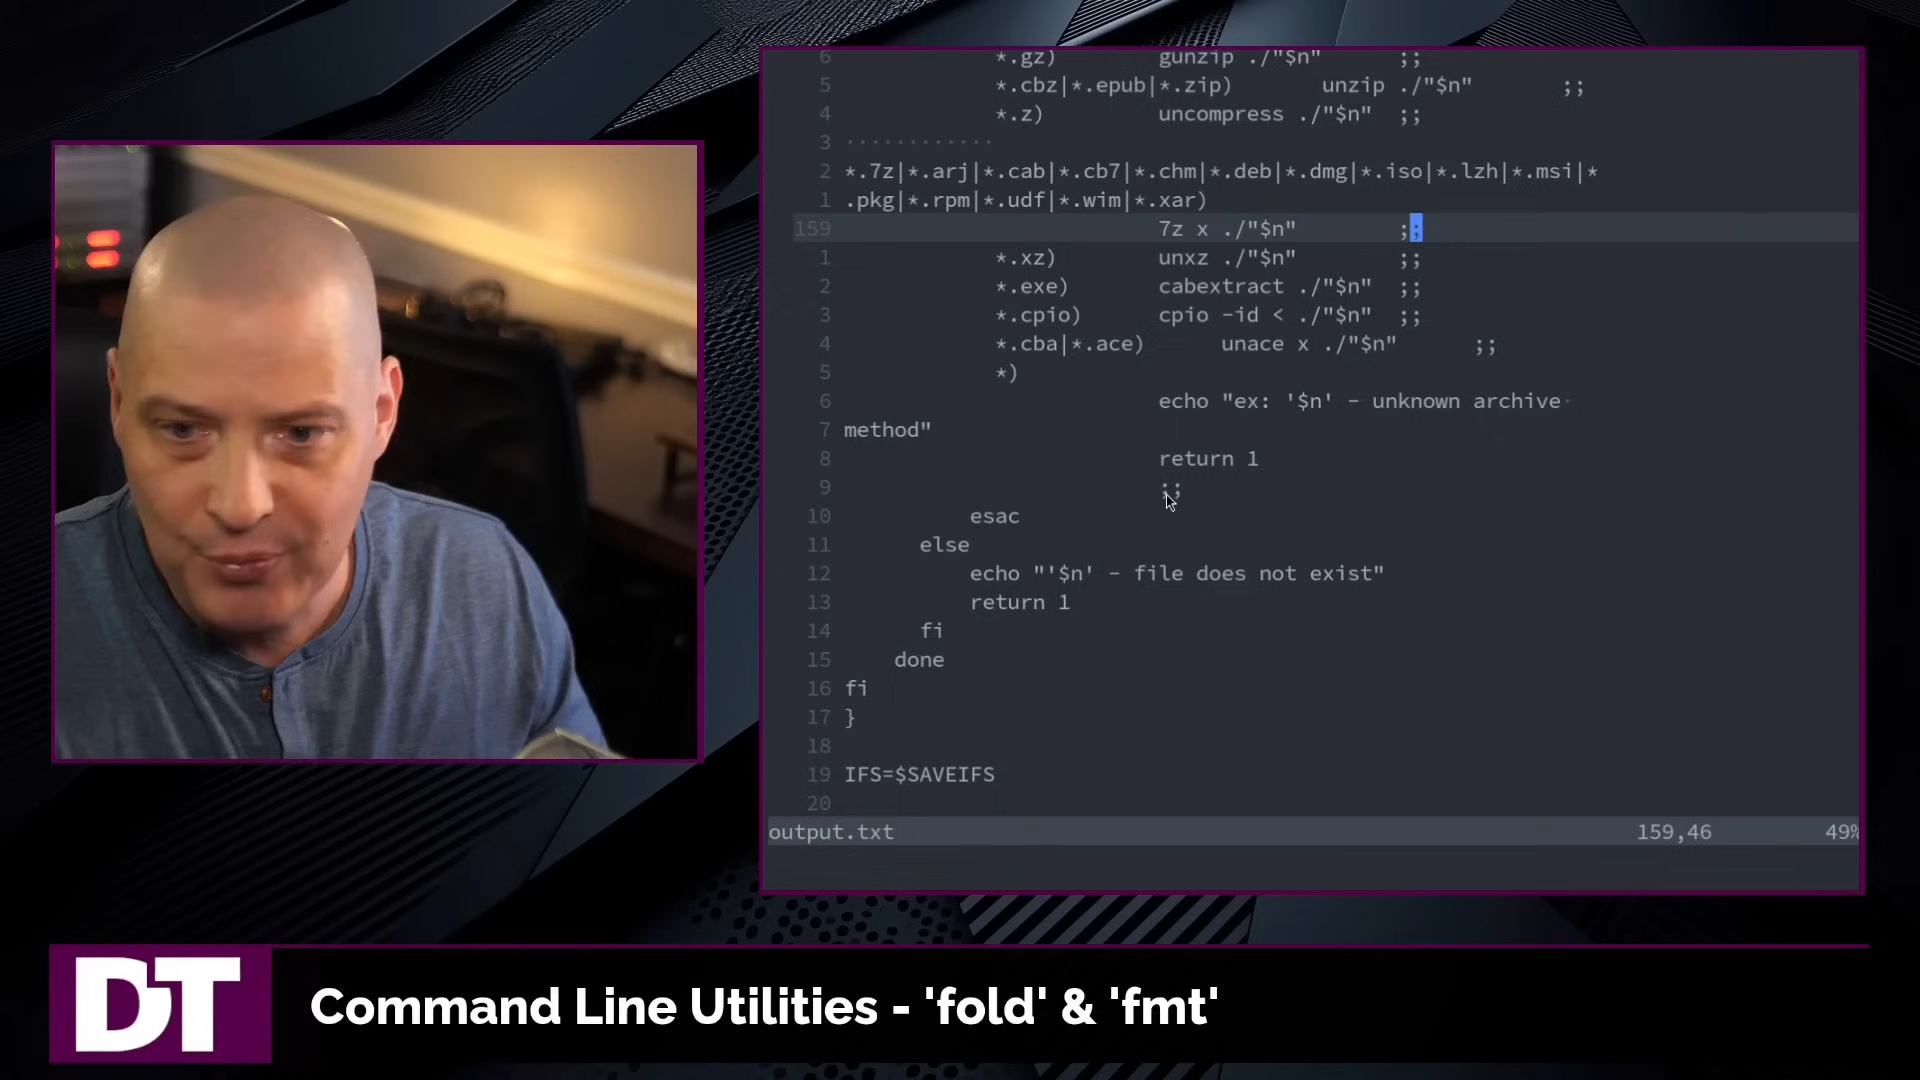 6 *.gz) gunzip ./"$n" ;;
5 *.cbz|*.epub|*.zip) unzip ./"$n" ;;
4 *.z) uncompress ./"$n" ;;
3 ············
2 *.7z|*.arj|*.cab|*.cb7|*.chm|*.deb|*.dmg|*.iso|*.lzh|*.msi|*
1 .pkg|*.rpm|*.udf|*.wim|*.xar)
159 7z x ./"$n" ;;
1 *.xz) unxz ./"$n" ;;
2 *.exe) cabextract ./"$n" ;;
3 *.cpio) cpio -id < ./"$n" ;;
4 *.cba|*.ace) unace x ./"$n" ;;
5 *)
6 echo "ex: '$n' - unknown archive·
7 method"
8 return 1
9 ;;
10 esac
11 else
12 echo "'$n' - file does not exist"
13 return 1
14 fi
15 done
16 fi
17 }
18
19 IFS=$SAVEIFS
20
output.txt 159,46 49%
DT
Command Line Utilities - 'fold' & 'fmt'